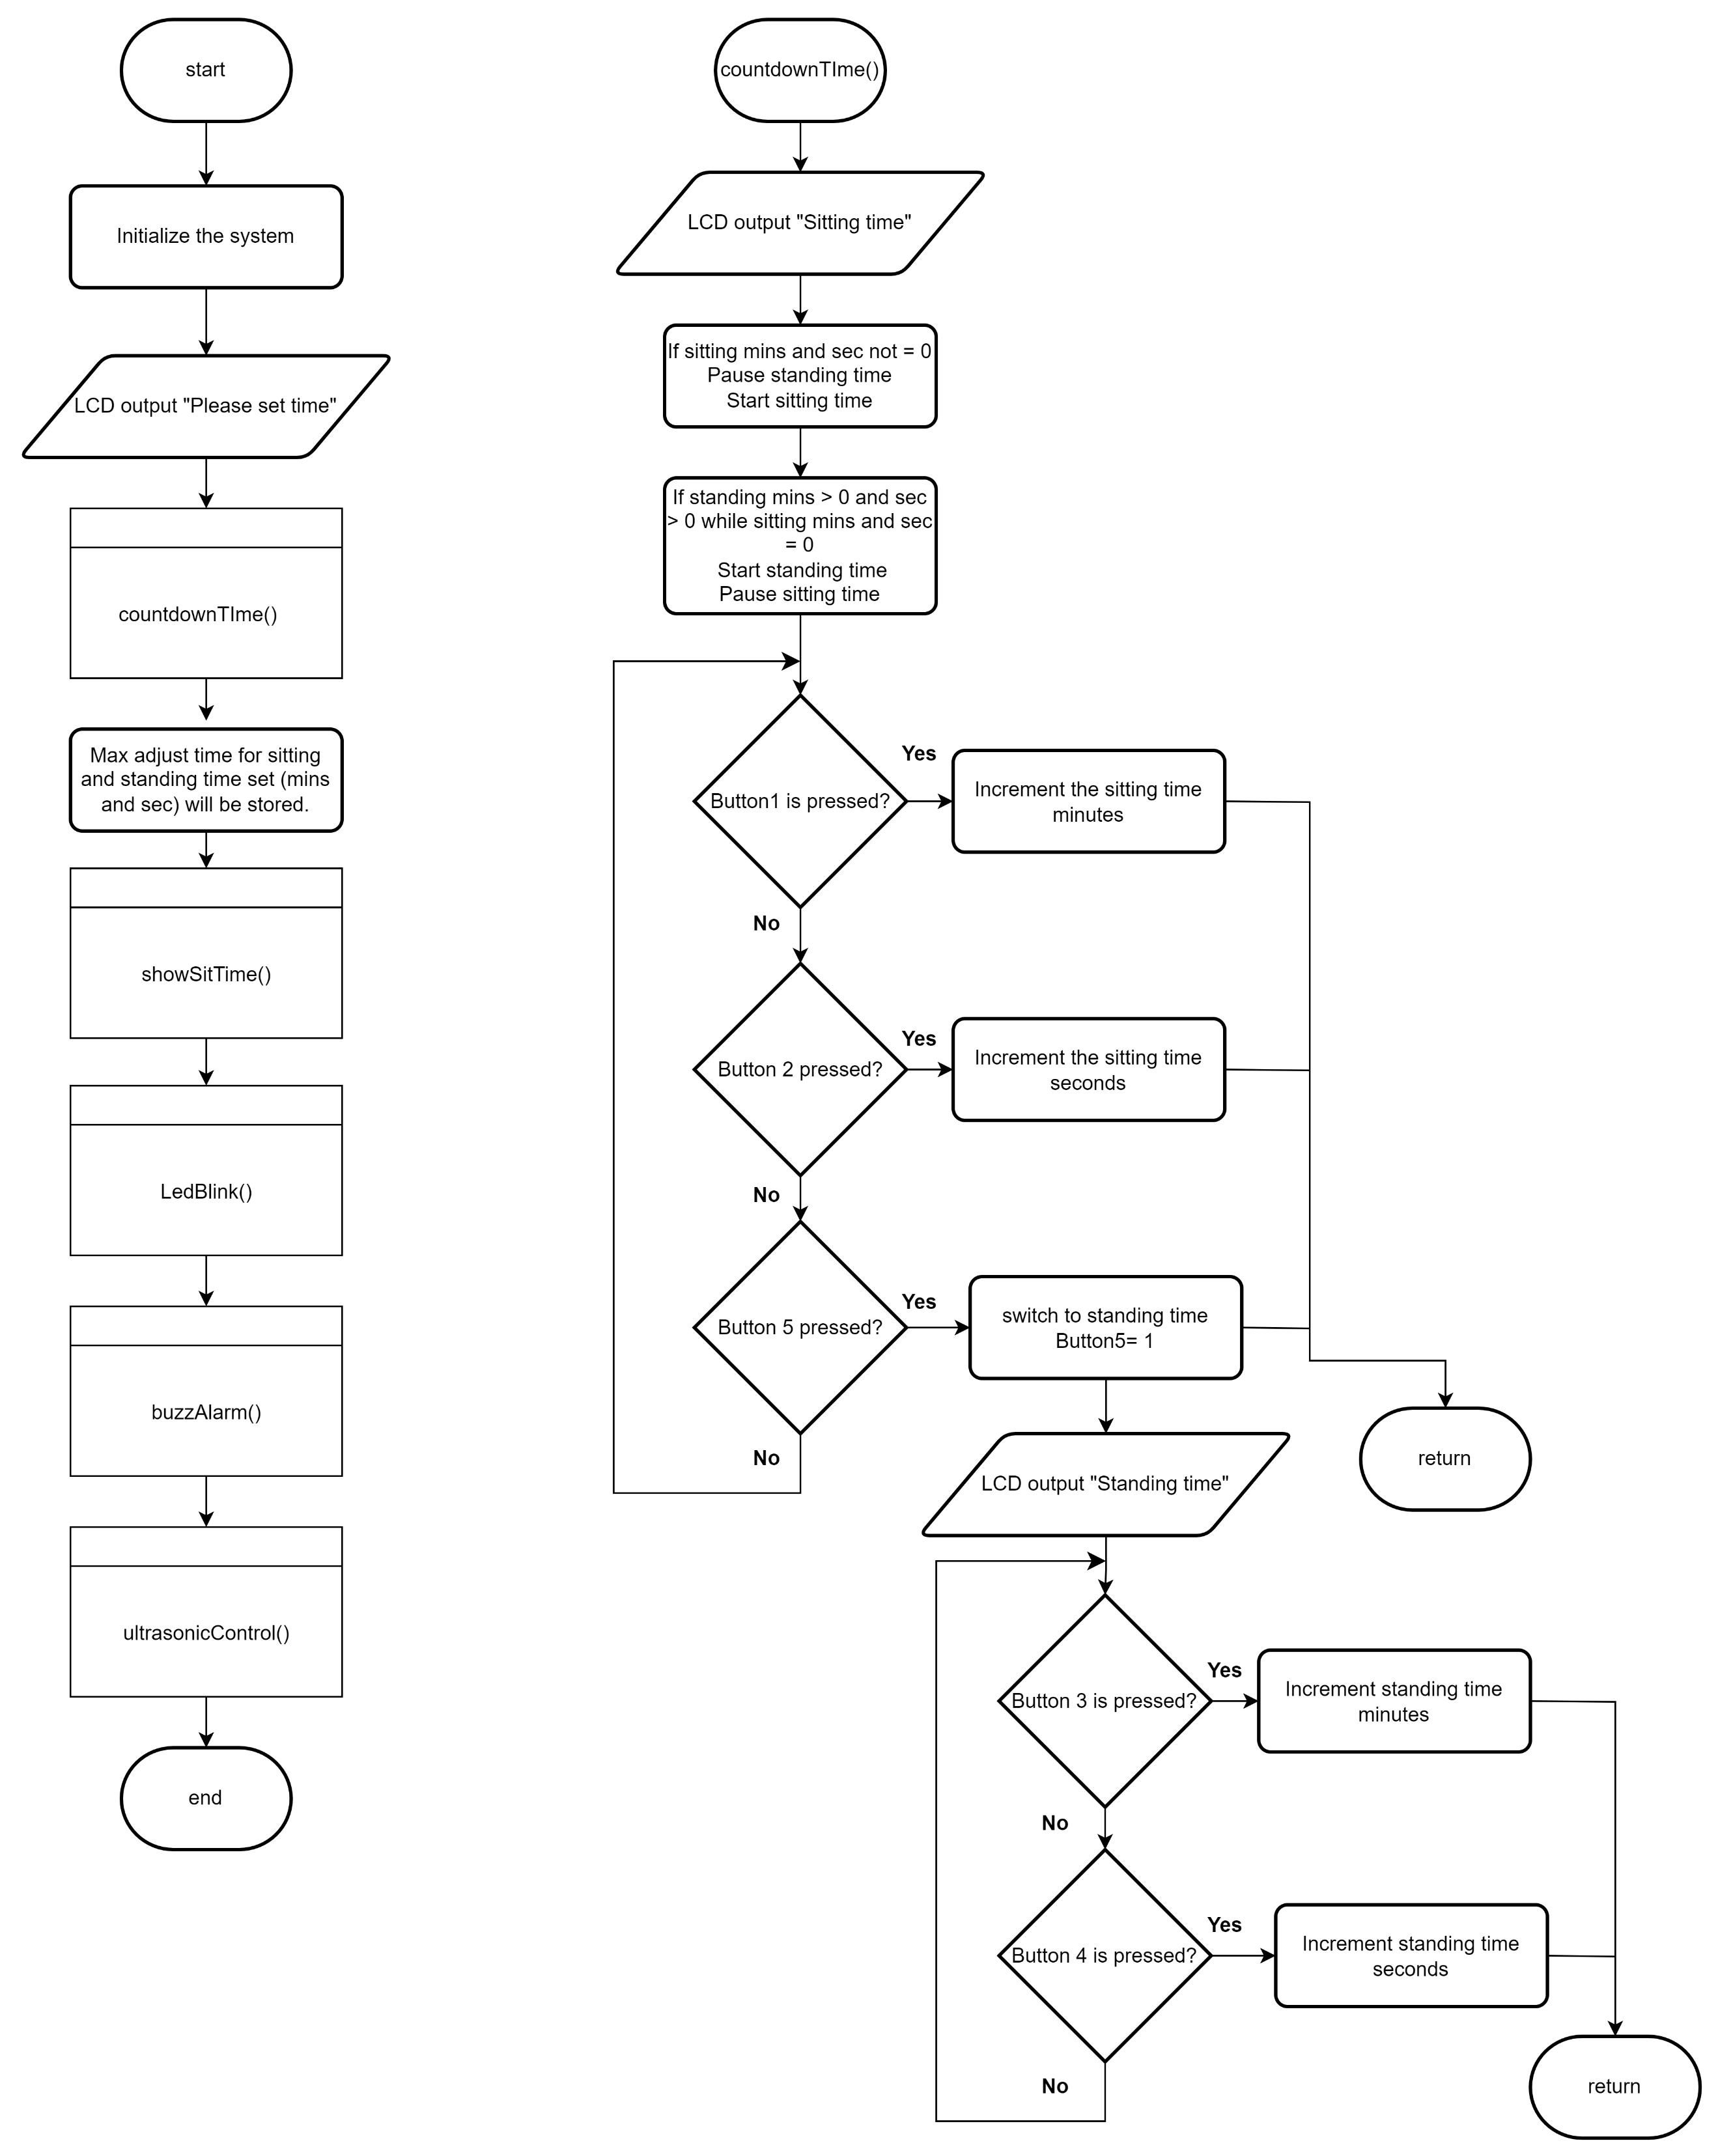 start
Initialize the system
LCD output "Please set time"
countdownTIme()
Max adjust time for sitting
and standing time set (mins
and sec) will be stored.
showSitTime()
LedBlink()
buzzAlarm()
ultrasonicControl()
end
countdownTIme()
LCD output "Sitting time"
If sitting mins and sec not = 0
Pause standing time
Start sitting time
If standing mins > 0 and sec
> 0 while sitting mins and sec
= 0
Start standing time
Pause sitting time
Button1 is pressed?
Yes
Increment the sitting time
minutes
No
Button 2 pressed?
Yes
Increment the sitting time
seconds
No
Button 5 pressed?
Yes
switch to standing time
Button5= 1
No
return
LCD output "Standing time"
Button 3 is pressed?
Yes
Increment standing time
minutes
No
Button 4 is pressed?
Yes
Increment standing time
seconds
No
return